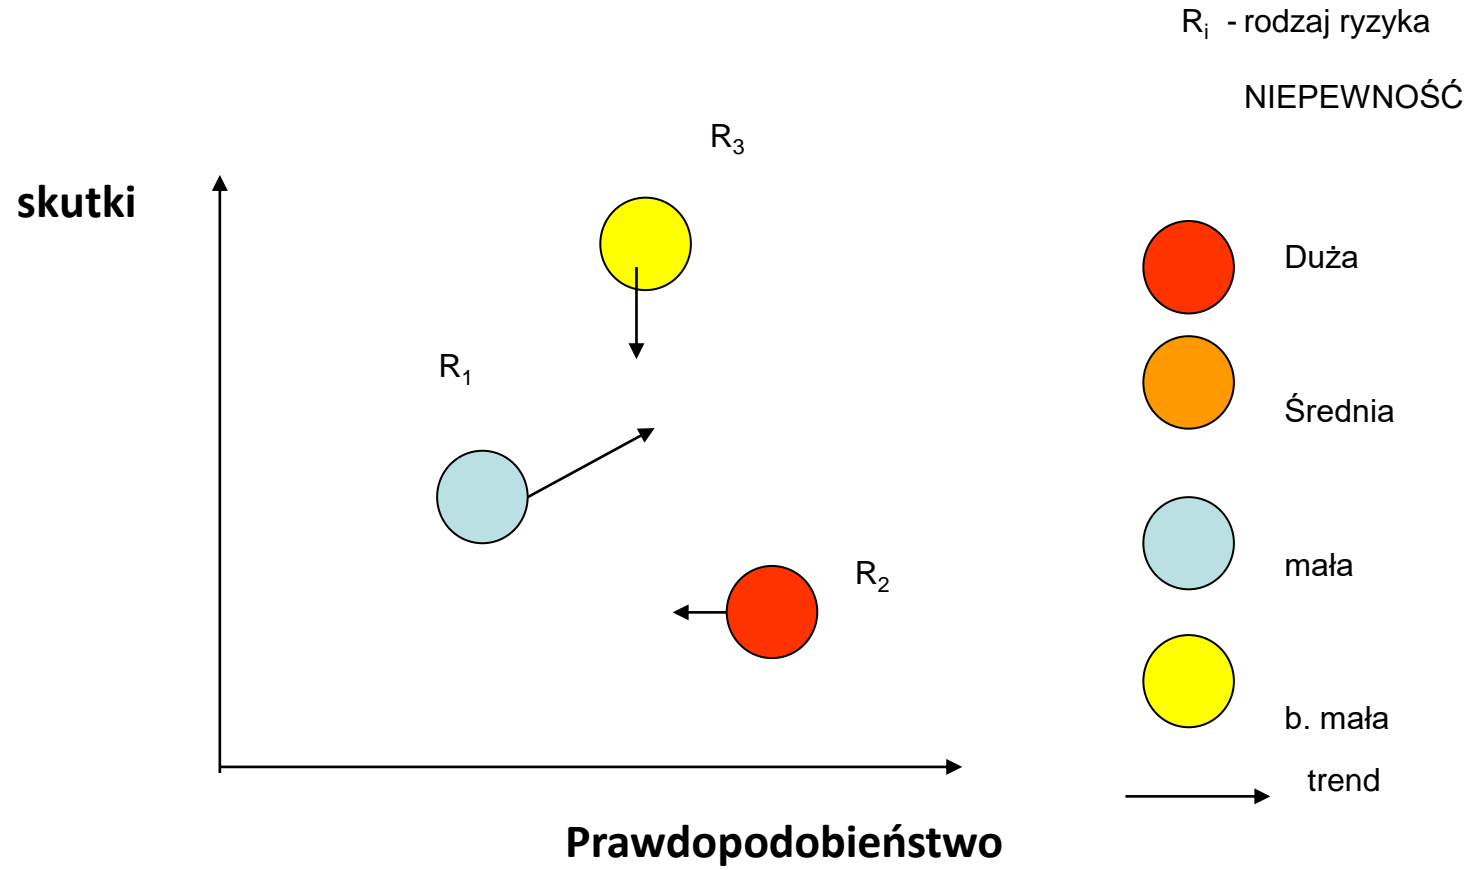 Rᵢ - rodzaj ryzyka
NIEPEWNOŚĆ
R₃
skutki
Duża
R₁
Średnia
mała
R₂
b. mała
trend
Prawdopodobieństwo